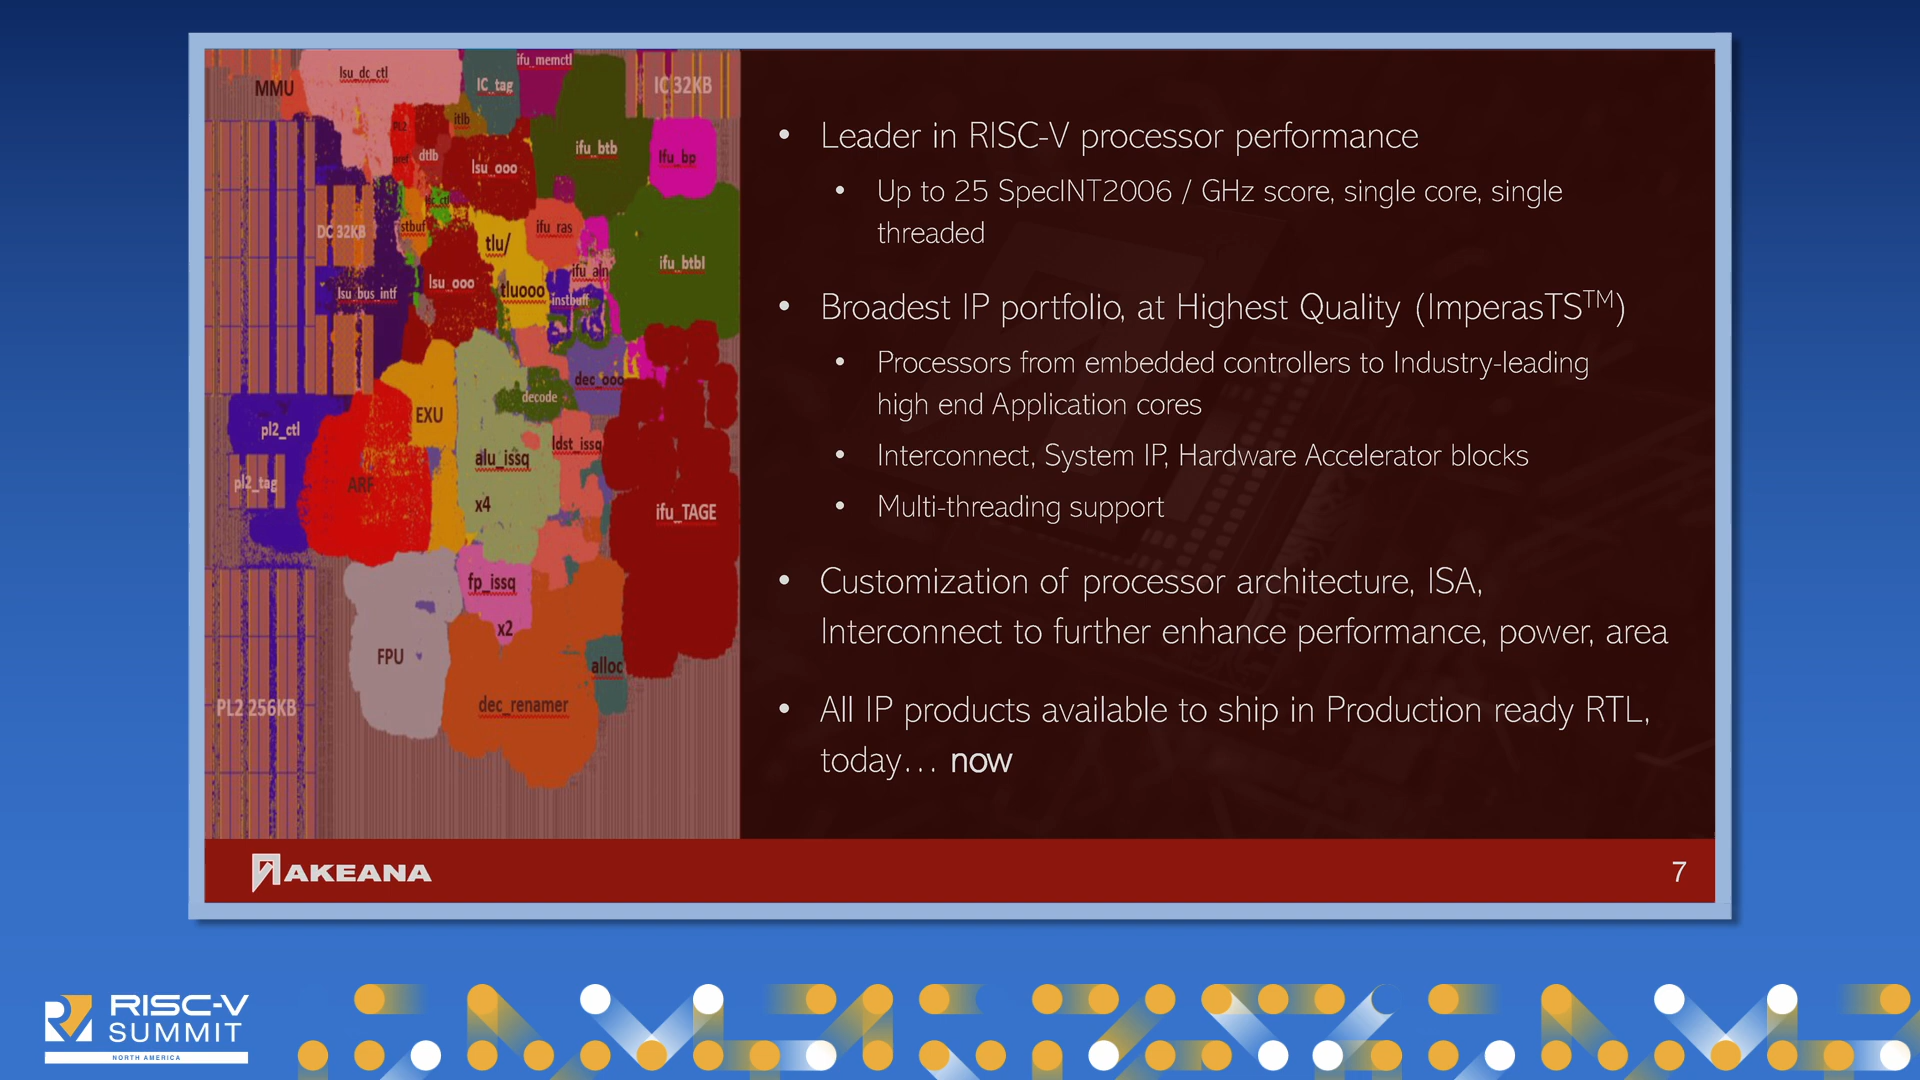 MMU
lsu_dc_ctl
IC_tag
ifu_memctl
IC 32KB
PL2
itlb
pref
dtlb
lsu_ooo
ifu_btb
ifu_bp
DC 32KB
stbuf
tlu/
ifu_ras
lsu_bus_intf
lsu_ooo
tluooo
ifu_aln
instbuff
ifu_btbl
EXU
decode
dec_ooo
pl2_ctl
alu_issq
x4
ldst_issq
pl2_tag
ARF
ifu_TAGE
fp_issq
x2
FPU
alloc
PL2 256KB
dec_renamer
• Leader in RISC-V processor performance
• Up to 25 SpecINT2006 / GHz score, single core, single
threaded
• Broadest IP portfolio, at Highest Quality (ImperasTS™)
• Processors from embedded controllers to Industry-leading
high end Application cores
• Interconnect, System IP, Hardware Accelerator blocks
• Multi-threading support
• Customization of processor architecture, ISA,
Interconnect to further enhance performance, power, area
• All IP products available to ship in Production ready RTL,
today… now
AKEANA
7
RISC-V
SUMMIT
NORTH AMERICA